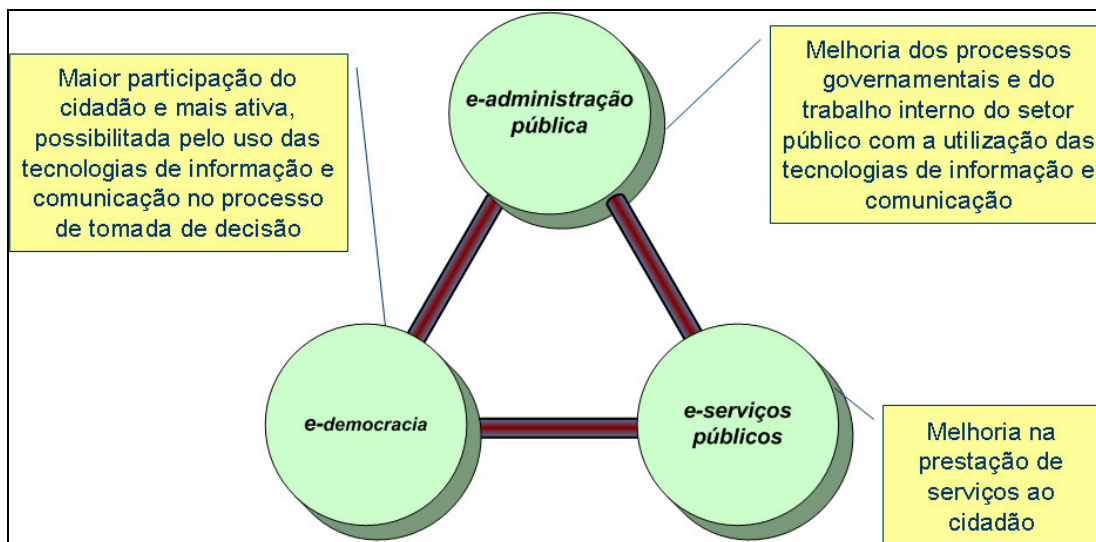 Maior participação do
cidadão e mais ativa,
possibilitada pelo uso das
tecnologias de informação e
comunicação no processo
de tomada de decisão
e-administração
pública
Melhoria dos processos
governamentais e do
trabalho interno do setor
público com a utilização das
tecnologias de informação e
comunicação
e-democracia
e-serviços
públicos
Melhoria na
prestação de
serviços ao
cidadão